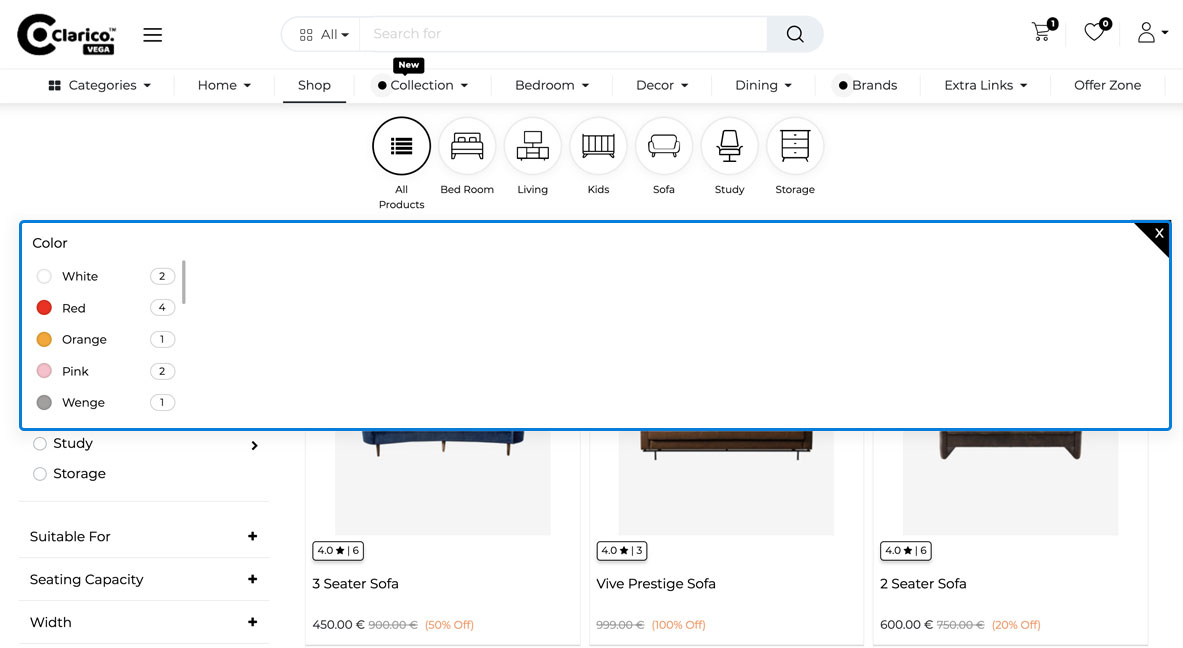 Clarico.™
VEGA
All
Search for
1
0
New
Categories
Home
Shop
Collection
Bedroom
Decor
Dining
Brands
Extra Links
Offer Zone
All Products
Bed Room
Living
Kids
Sofa
Study
Storage
X
Color
White 2
Red 4
Orange 1
Pink 2
Wenge 1
Study
Storage
Suitable For +
Seating Capacity +
Width +
4.0 ★ | 6
3 Seater Sofa
450.00 € 900.00 € (50% Off)
4.0 ★ | 3
Vive Prestige Sofa
999.00 € (100% Off)
4.0 ★ | 6
2 Seater Sofa
600.00 € 750.00 € (20% Off)